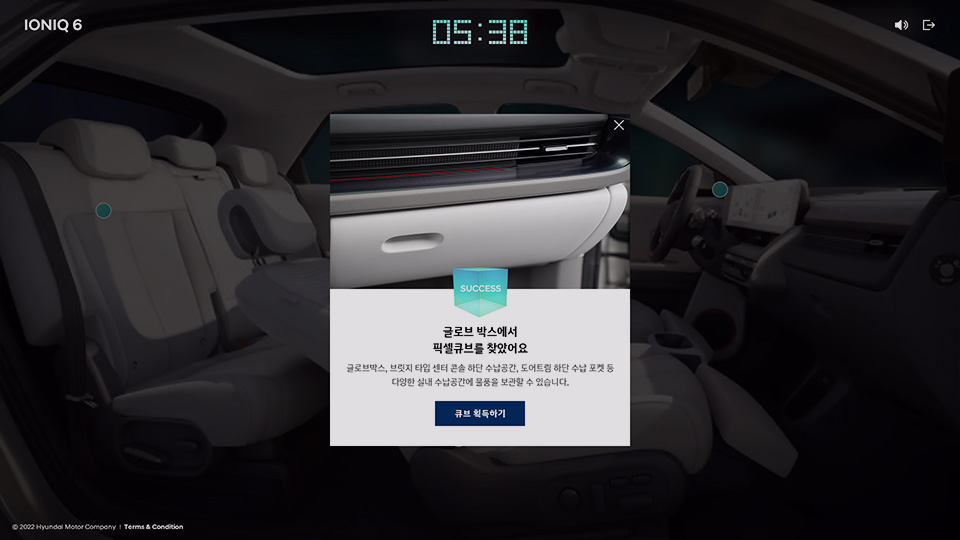 IONIQ 6
05:38
SUCCESS
글로브 박스에서
픽셀큐브를 찾았어요
글로브박스, 브릿지 타입 센터 콘솔 하단 수납공간, 도어트림 하단 수납 포켓 등
다양한 실내 수납공간에 물품을 보관할 수 있습니다.
큐브 획득하기
© 2022 Hyundai Motor Company | Terms & Condition